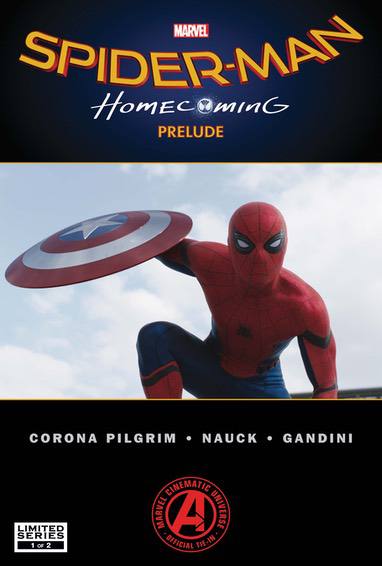 MARVEL
SPIDER-MAN
HOMECOMING
PRELUDE
CORONA PILGRIM • NAUCK • GANDINI
LIMITED
SERIES
1 OF 2
MARVEL CINEMATIC UNIVERSE
A
• OFFICIAL TIE-IN •